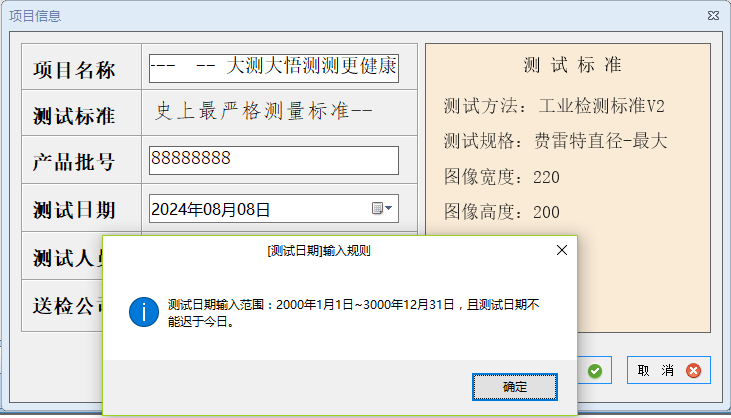 项目信息
项目名称
--- -- 大测大悟测测更健康
测试标准
史上最严格测量标准--
产品批号
88888888
测试日期
2024年08月08日
测试人
送检公
测 试 标 准
测试方法：工业检测标准V2
测试规格：费雷特直径-最大
图像宽度：220
图像高度：200
[测试日期]输入规则
测试日期输入范围：2000年1月1日~3000年12月31日，且测试日期不
能迟于今日。
确定
取 消